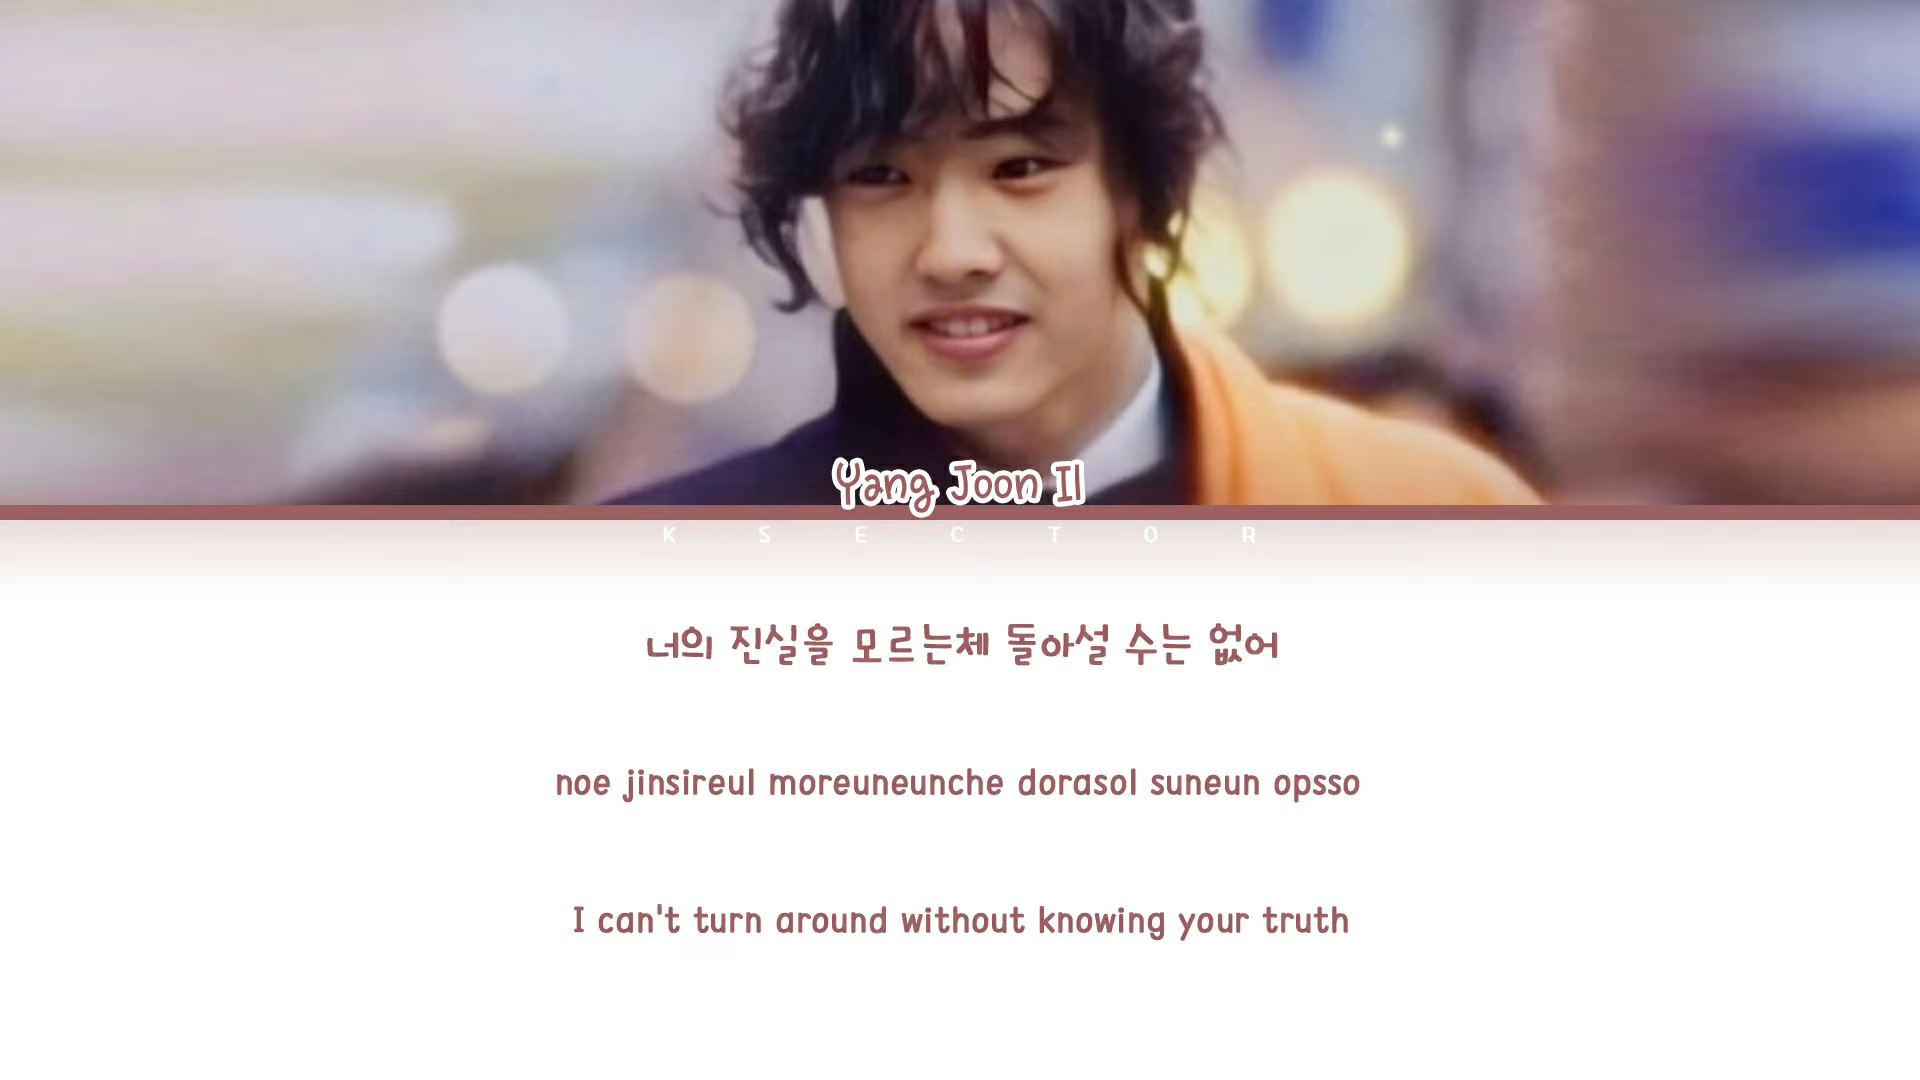 Yang Joon Il
K S E C T O R
너의 진실을 모르는체 돌아설 수는 없어
noe jinsireul moreuneunche dorasol suneun opsso
I can't turn around without knowing your truth